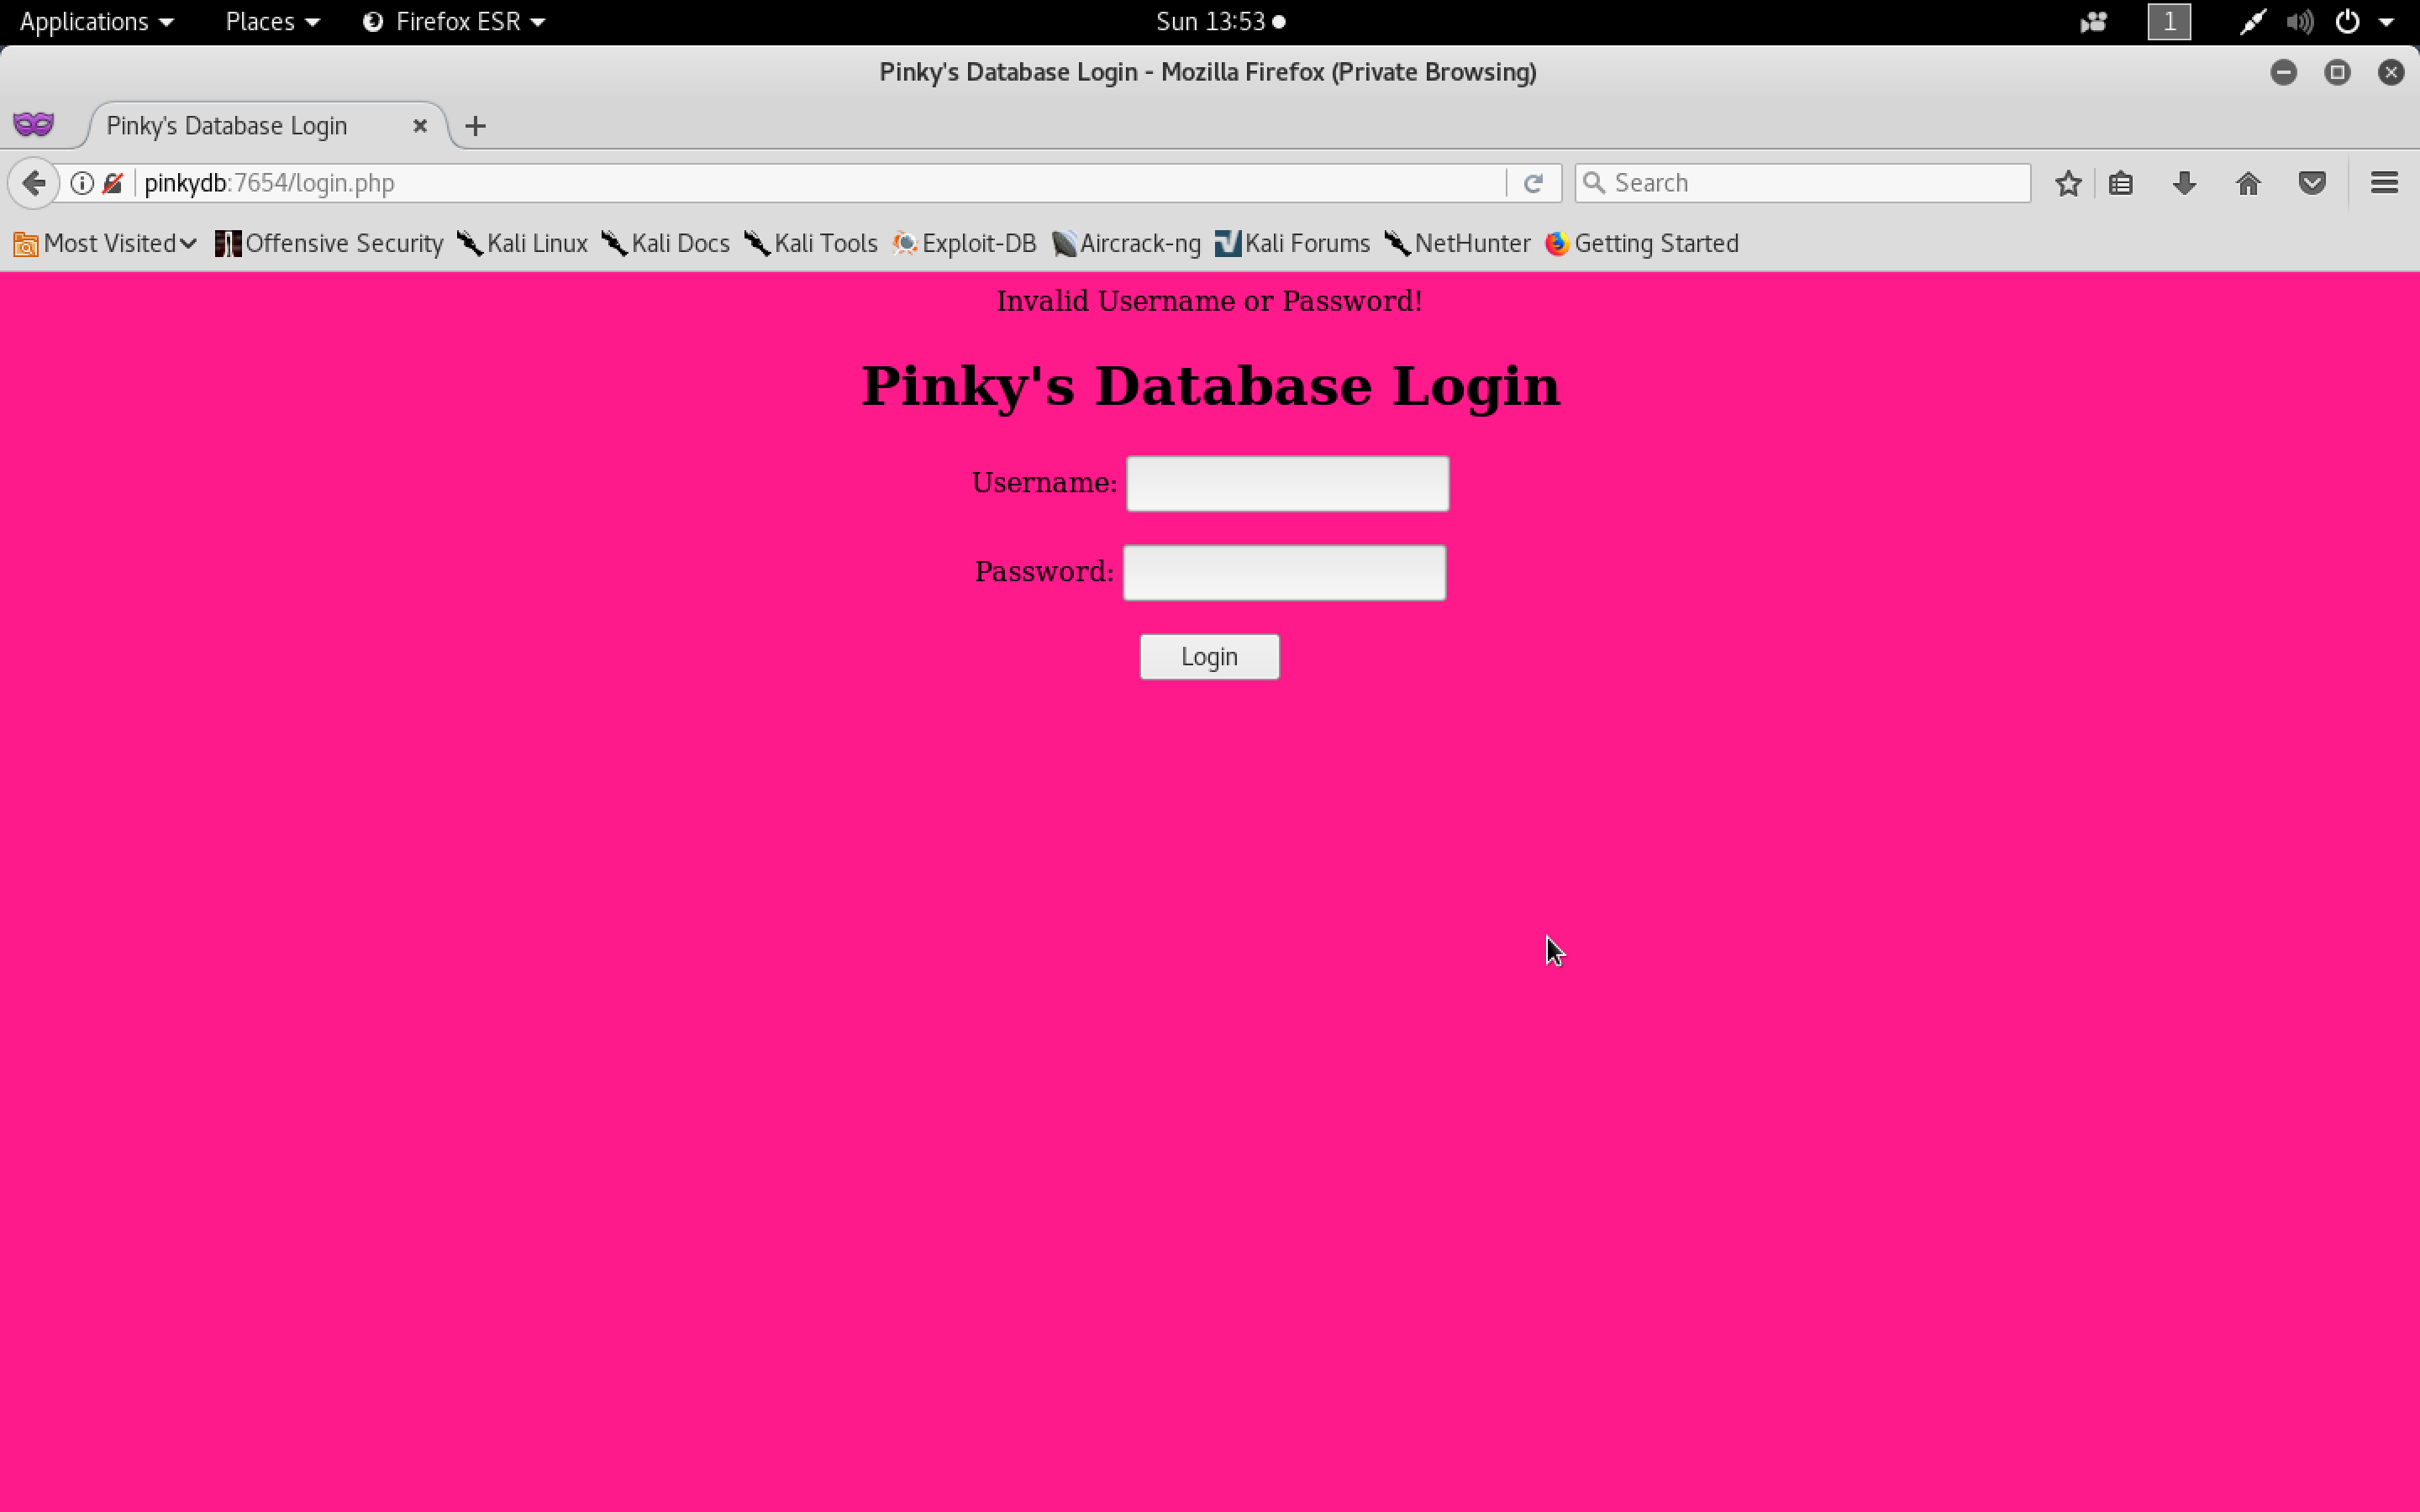 Applications Places Firefox ESR Sun 13:53 1
Pinky's Database Login - Mozilla Firefox (Private Browsing)
Pinky's Database Login
pinkydb:7654/login.php Search
Most Visited Offensive Security Kali Linux Kali Docs Kali Tools Exploit-DB Aircrack-ng Kali Forums NetHunter Getting Started
Invalid Username or Password!
Pinky's Database Login
Username:
Password:
Login